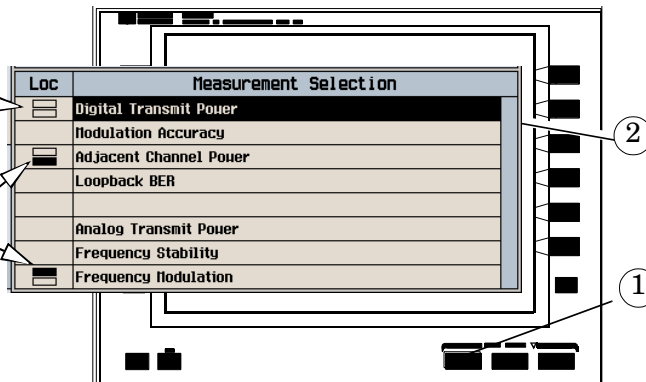 Loc Measurement Selection
Digital Transmit Power
Modulation Accuracy
Adjacent Channel Power
Loopback BER
Analog Transmit Power
Frequency Stability
Frequency Modulation
2
1